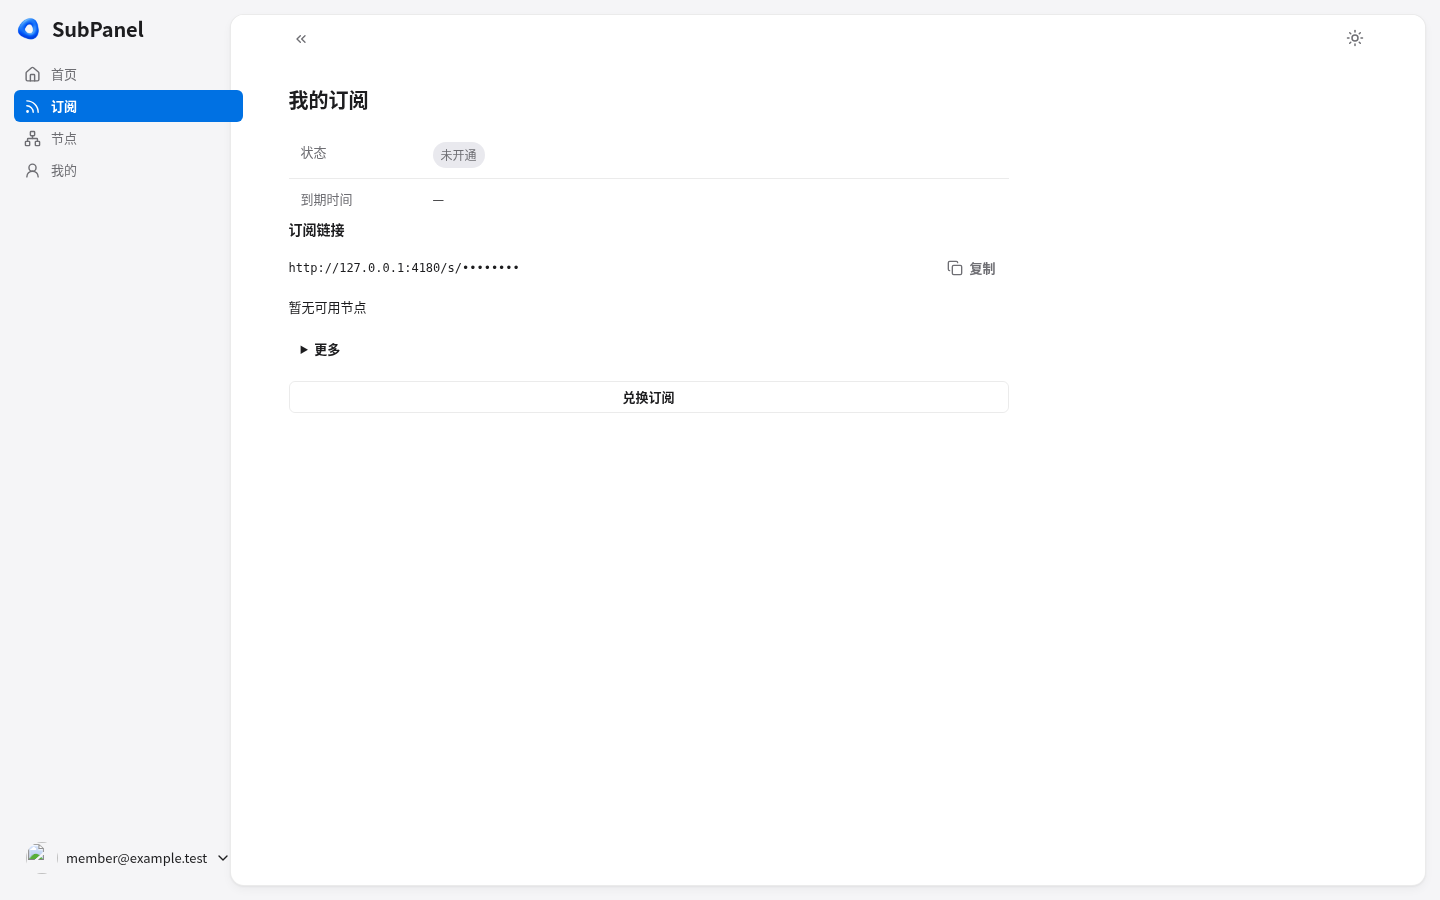 SubPanel
首页
订阅
节点
我的
member@example.test
我的订阅
状态 未开通
到期时间 —
订阅链接
http://127.0.0.1:4180/s/•••••••• 复制
暂无可用节点
更多
兑换订阅